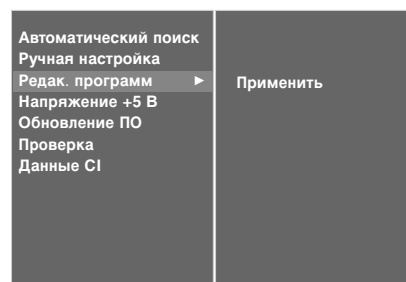 Автоматический поиск
Ручная настройка
Редак. программ ►
Применить
Напряжение +5 В
Обновление ПО
Проверка
Данные CI